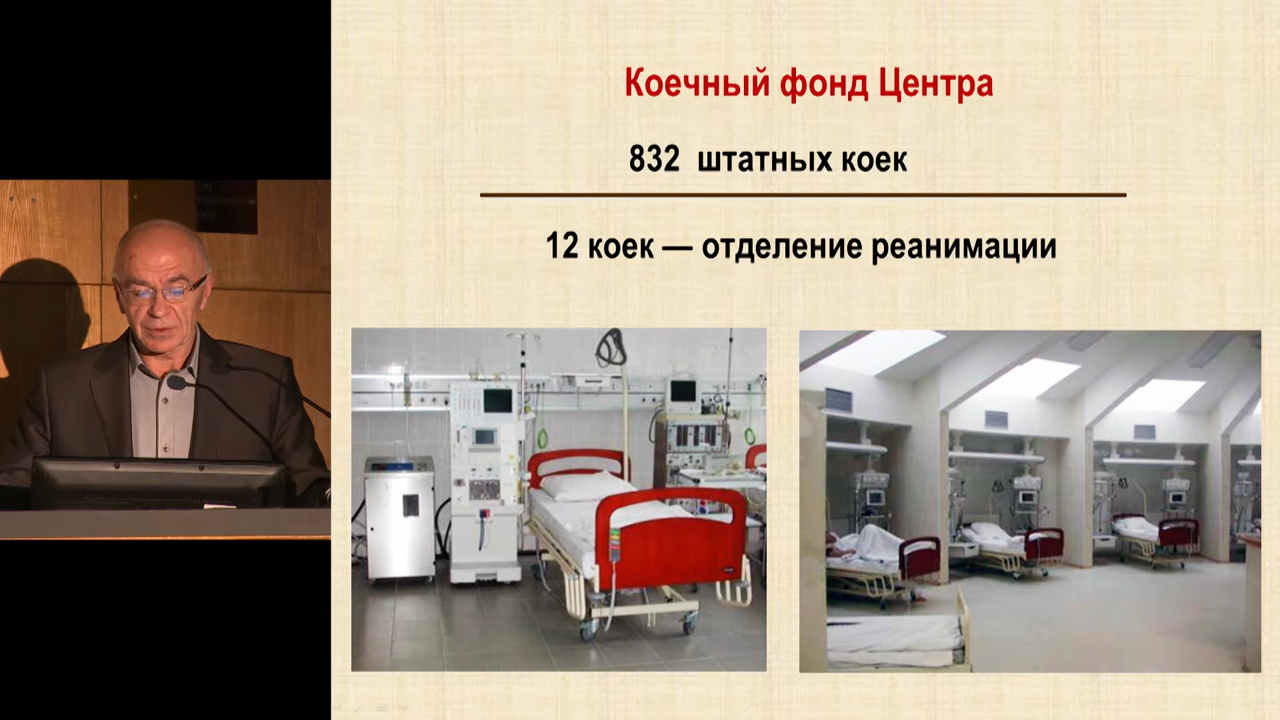 Коечный фонд Центра
832 штатных коек
12 коек — отделение реанимации